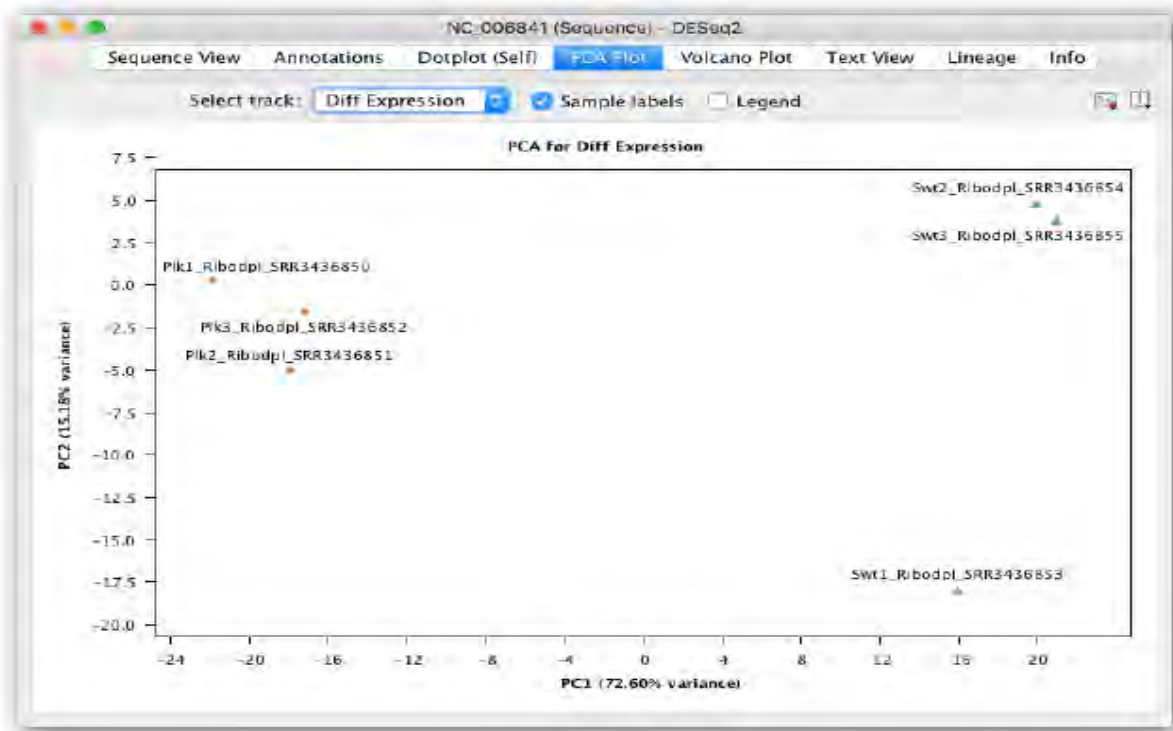 NC_006841 (Sequence) - DESeq2
Sequence View Annotations Dotplot (Self) PCA Plot Volcano Plot Text View Lineage Info
Select track: Diff Expression Sample labels Legend
PCA for Diff Expression
7.5
5.0
2.5
0.0
-2.5
-5.0
-7.5
-10.0
-12.5
-15.0
-17.5
-20.0
PC2 (15.18% variance)
Swt2_Ribodpl_SRR3436854
Swt3_Ribodpl_SRR3436855
Plk1_Ribodpl_SRR3436850
Plk3_Ribodpl_SRR3436852
Plk2_Ribodpl_SRR3436851
Swt1_Ribodpl_SRR3436853
-24 -20 -16 -12 -8 -4 0 4 8 12 16 20
PC1 (72.60% variance)